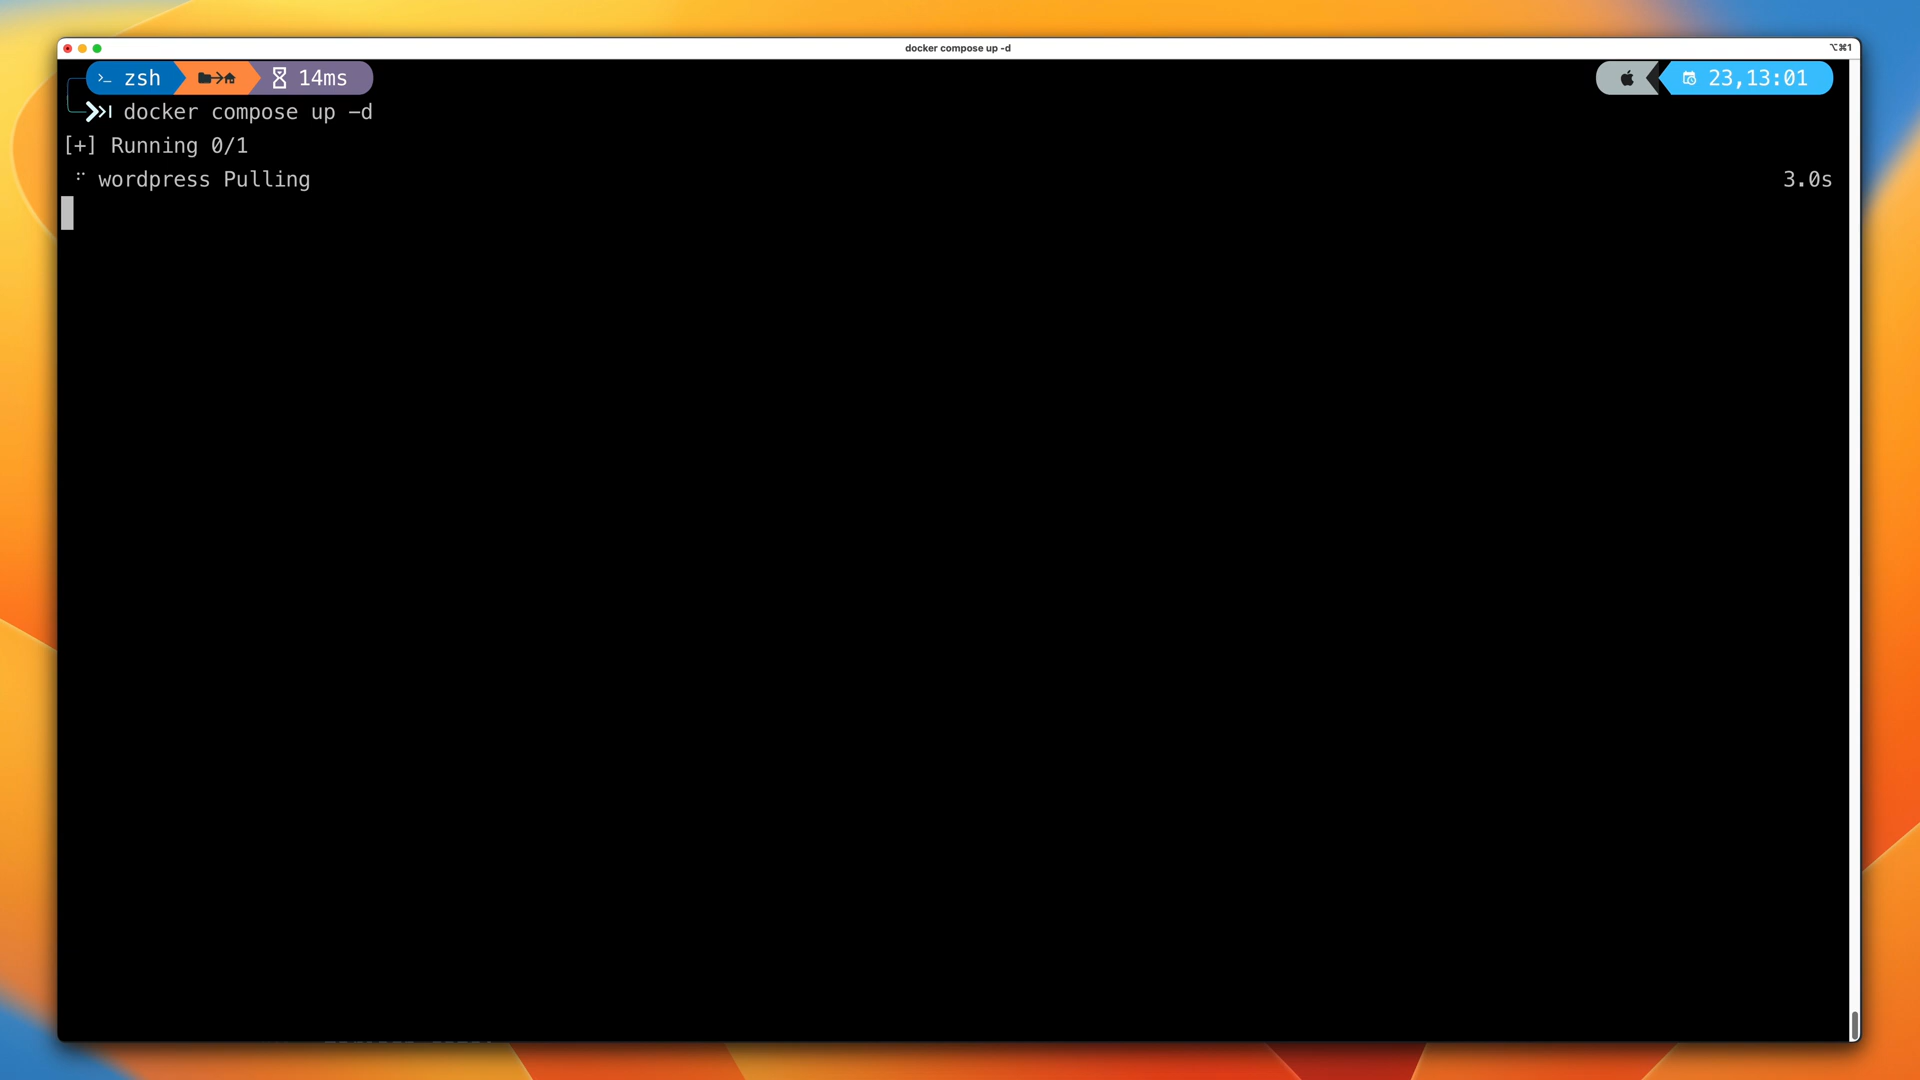 docker compose up -d
⌥⌘1
>_ zsh 14ms 23,13:01
docker compose up -d
[+] Running 0/1
wordpress Pulling 3.0s